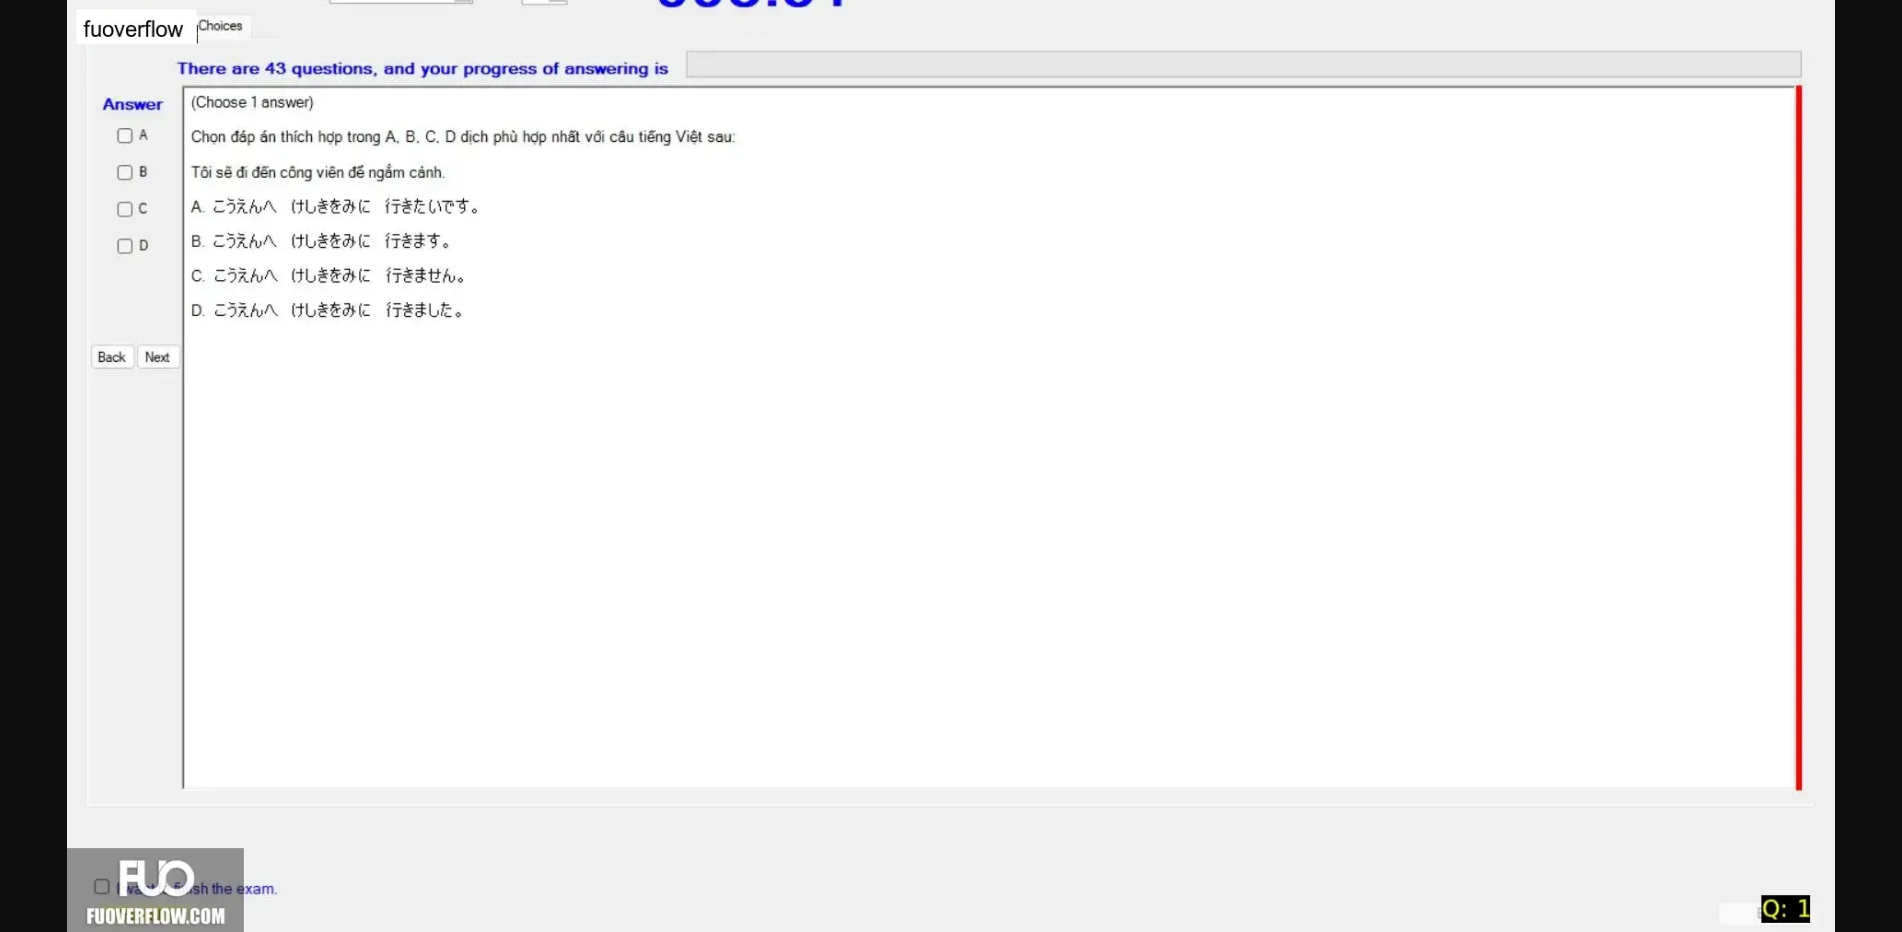 fuoverflow
Choices
There are 43 questions, and your progress of answering is
Answer
(Choose 1 answer)
A
Chọn đáp án thích hợp trong A, B, C, D dịch phù hợp nhất với câu tiếng Việt sau:
B
Tôi sẽ đi đến công viên để ngắm cảnh.
C
A. こうえんへ けしきをみに 行きたいです。
D
B. こうえんへ けしきをみに 行きます。
C. こうえんへ けしきをみに 行きません。
D. こうえんへ けしきをみに 行きました。
Back Next
FUO
the exam.
FUOVERFLOW.COM
Q: 1